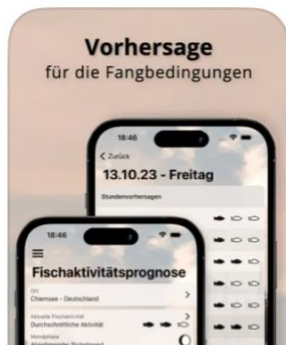 Vorhersage
für die Fangbedingungen
18:46
Zurück
13.10.23 - Freitag
Stundenvorhersagen
18:46
Fischaktivitätsprognose
Ort
Chiemsee - Deutschland
Aktuelle Fischaktivität
Durchschnittliche Aktivität
Mondphase